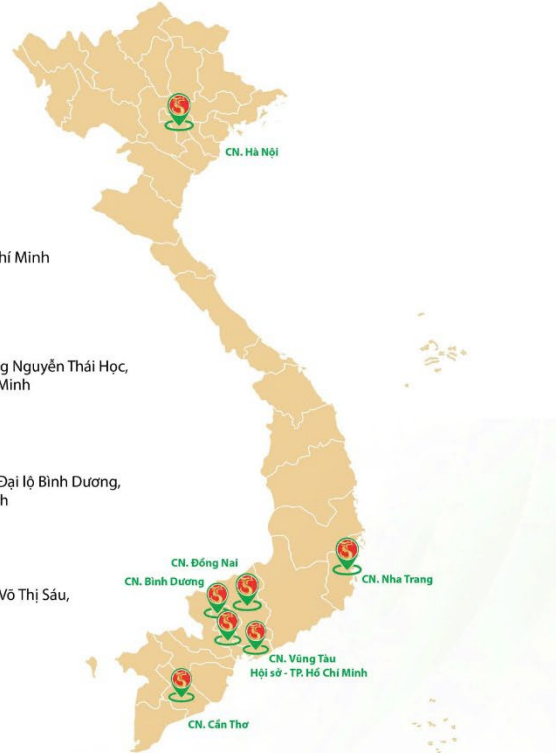 CN. Hà Nội
hí Minh
g Nguyễn Thái Học,
Minh
Đại lộ Bình Dương,
h
CN. Đồng Nai
CN. Bình Dương
CN. Nha Trang
Võ Thị Sáu,
CN. Vũng Tàu
Hội sở - TP. Hồ Chí Minh
CN. Cần Thơ